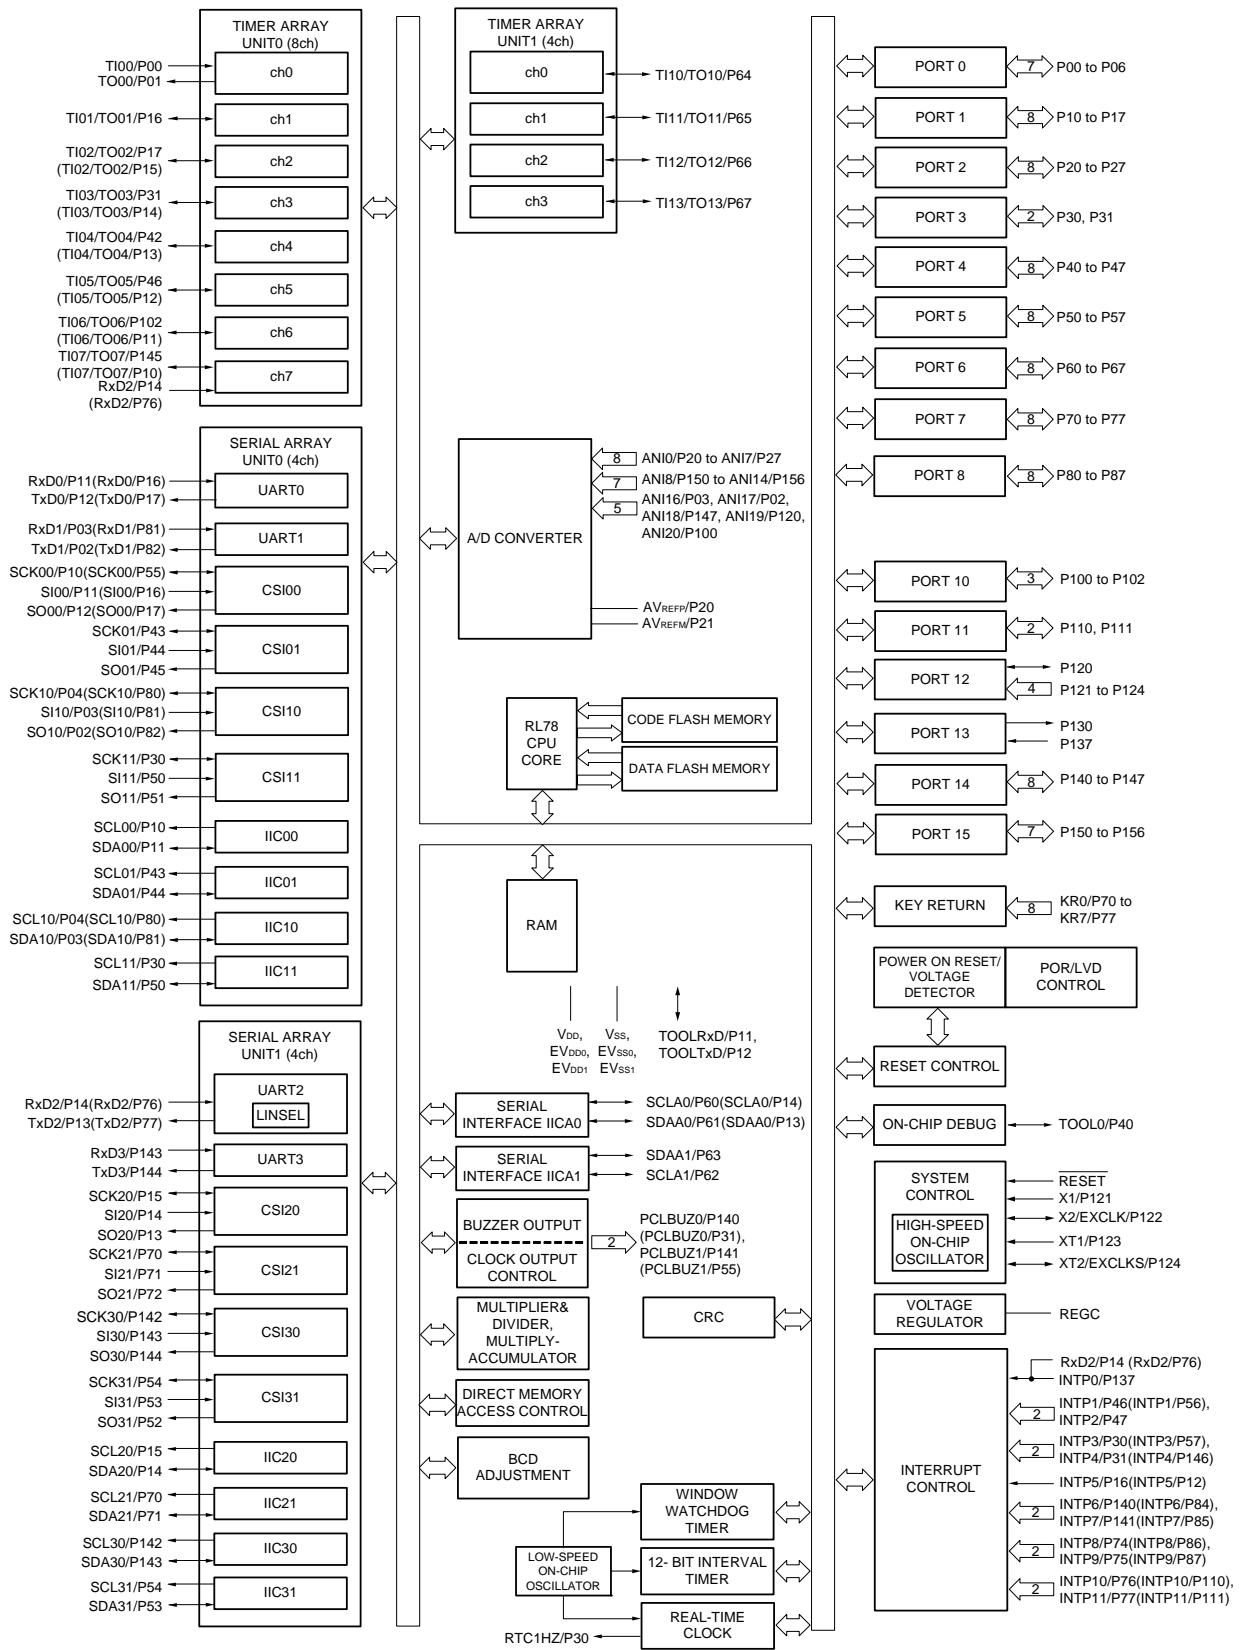 TIMER ARRAY
UNIT0 (8ch)
TI00/P00
TO00/P01
ch0
TI01/TO01/P16
ch1
TI02/TO02/P17
(TI02/TO02/P15)
ch2
TI03/TO03/P31
(TI03/TO03/P14)
ch3
TI04/TO04/P42
(TI04/TO04/P13)
ch4
TI05/TO05/P46
(TI05/TO05/P12)
ch5
TI06/TO06/P102
(TI06/TO06/P11)
ch6
TI07/TO07/P145
(TI07/TO07/P10)
ch7
RxD2/P14
(RxD2/P76)
SERIAL ARRAY
UNIT0 (4ch)
RxD0/P11(RxD0/P16)
TxD0/P12(TxD0/P17)
UART0
RxD1/P03(RxD1/P81)
TxD1/P02(TxD1/P82)
UART1
SCK00/P10(SCK00/P55)
SI00/P11(SI00/P16)
SO00/P12(SO00/P17)
CSI00
SCK01/P43
SI01/P44
SO01/P45
CSI01
SCK10/P04(SCK10/P80)
SI10/P03(SI10/P81)
SO10/P02(SO10/P82)
CSI10
SCK11/P30
SI11/P50
SO11/P51
CSI11
SCL00/P10
SDA00/P11
IIC00
SCL01/P43
SDA01/P44
IIC01
SCL10/P04(SCL10/P80)
SDA10/P03(SDA10/P81)
IIC10
SCL11/P30
SDA11/P50
IIC11
SERIAL ARRAY
UNIT1 (4ch)
UART2
LINSEL
RxD2/P14(RxD2/P76)
TxD2/P13(TxD2/P77)
RxD3/P143
TxD3/P144
UART3
SCK20/P15
SI20/P14
SO20/P13
CSI20
SCK21/P70
SI21/P71
SO21/P72
CSI21
SCK30/P142
SI30/P143
SO30/P144
CSI30
SCK31/P54
SI31/P53
SO31/P52
CSI31
SCL20/P15
SDA20/P14
IIC20
SCL21/P70
SDA21/P71
IIC21
SCL30/P142
SDA30/P143
IIC30
SCL31/P54
SDA31/P53
IIC31
TIMER ARRAY
UNIT1 (4ch)
ch0
TI10/TO10/P64
ch1
TI11/TO11/P65
ch2
TI12/TO12/P66
ch3
TI13/TO13/P67
A/D CONVERTER
8 ANI0/P20 to ANI7/P27
7 ANI8/P150 to ANI14/P156
5 ANI16/P03, ANI17/P02,
ANI18/P147, ANI19/P120,
ANI20/P100
AVREFP/P20
AVREFM/P21
RL78
CPU
CORE
CODE FLASH MEMORY
DATA FLASH MEMORY
RAM
VDD,
EVDD0,
EVDD1
VSS,
EVSS0,
EVSS1
TOOLRxD/P11,
TOOLTxD/P12
SERIAL
INTERFACE IICA0
SCLA0/P60(SCLA0/P14)
SDAA0/P61(SDAA0/P13)
SERIAL
INTERFACE IICA1
SDAA1/P63
SCLA1/P62
BUZZER OUTPUT
CLOCK OUTPUT
CONTROL
2
PCLBUZ0/P140
(PCLBUZ0/P31),
PCLBUZ1/P141
(PCLBUZ1/P55)
MULTIPLIER&
DIVIDER,
MULTIPLY-
ACCUMULATOR
CRC
DIRECT MEMORY
ACCESS CONTROL
BCD
ADJUSTMENT
WINDOW
WATCHDOG
TIMER
LOW-SPEED
ON-CHIP
OSCILLATOR
12- BIT INTERVAL
TIMER
REAL-TIME
CLOCK
RTC1HZ/P30
PORT 0 7 P00 to P06
PORT 1 8 P10 to P17
PORT 2 8 P20 to P27
PORT 3 2 P30, P31
PORT 4 8 P40 to P47
PORT 5 8 P50 to P57
PORT 6 8 P60 to P67
PORT 7 8 P70 to P77
PORT 8 8 P80 to P87
PORT 10 3 P100 to P102
PORT 11 2 P110, P111
PORT 12
P120
4 P121 to P124
PORT 13
P130
P137
PORT 14 8 P140 to P147
PORT 15 7 P150 to P156
KEY RETURN 8
KR0/P70 to
KR7/P77
POWER ON RESET/
VOLTAGE
DETECTOR
POR/LVD
CONTROL
RESET CONTROL
ON-CHIP DEBUG
TOOL0/P40
SYSTEM
CONTROL
HIGH-SPEED
ON-CHIP
OSCILLATOR
RESET
X1/P121
X2/EXCLK/P122
XT1/P123
XT2/EXCLKS/P124
VOLTAGE
REGULATOR
REGC
INTERRUPT
CONTROL
RxD2/P14 (RxD2/P76)
INTP0/P137
2 INTP1/P46(INTP1/P56),
INTP2/P47
2 INTP3/P30(INTP3/P57),
INTP4/P31(INTP4/P146)
INTP5/P16(INTP5/P12)
2 INTP6/P140(INTP6/P84),
INTP7/P141(INTP7/P85)
2 INTP8/P74(INTP8/P86),
INTP9/P75(INTP9/P87)
2 INTP10/P76(INTP10/P110),
INTP11/P77(INTP11/P111)